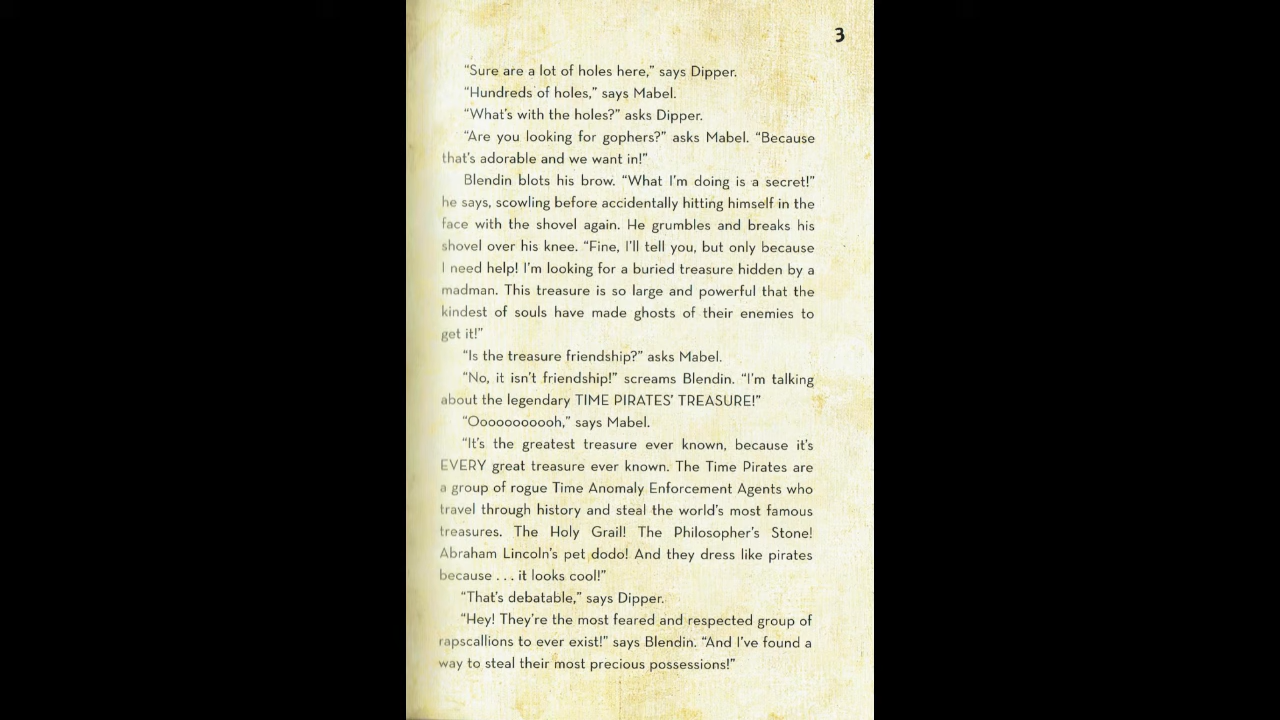 3
“Sure are a lot of holes here,” says Dipper.
“Hundreds of holes,” says Mabel.
“What’s with the holes?” asks Dipper.
“Are you looking for gophers?” asks Mabel. “Because
that’s adorable and we want in!”
Blendin blots his brow. “What I’m doing is a secret!”
he says, scowling before accidentally hitting himself in the
face with the shovel again. He grumbles and breaks his
shovel over his knee. “Fine, I’ll tell you, but only because
I need help! I’m looking for a buried treasure hidden by a
madman. This treasure is so large and powerful that the
kindest of souls have made ghosts of their enemies to
get it!”
“Is the treasure friendship?” asks Mabel.
“No, it isn’t friendship!” screams Blendin. “I’m talking
about the legendary TIME PIRATES’ TREASURE!”
“Ooooooooooh,” says Mabel.
“It’s the greatest treasure ever known, because it’s
EVERY great treasure ever known. The Time Pirates are
a group of rogue Time Anomaly Enforcement Agents who
travel through history and steal the world’s most famous
treasures. The Holy Grail! The Philosopher’s Stone!
Abraham Lincoln’s pet dodo! And they dress like pirates
because . . . it looks cool!”
“That’s debatable,” says Dipper.
“Hey! They’re the most feared and respected group of
rapscallions to ever exist!” says Blendin. “And I’ve found a
way to steal their most precious possessions!”